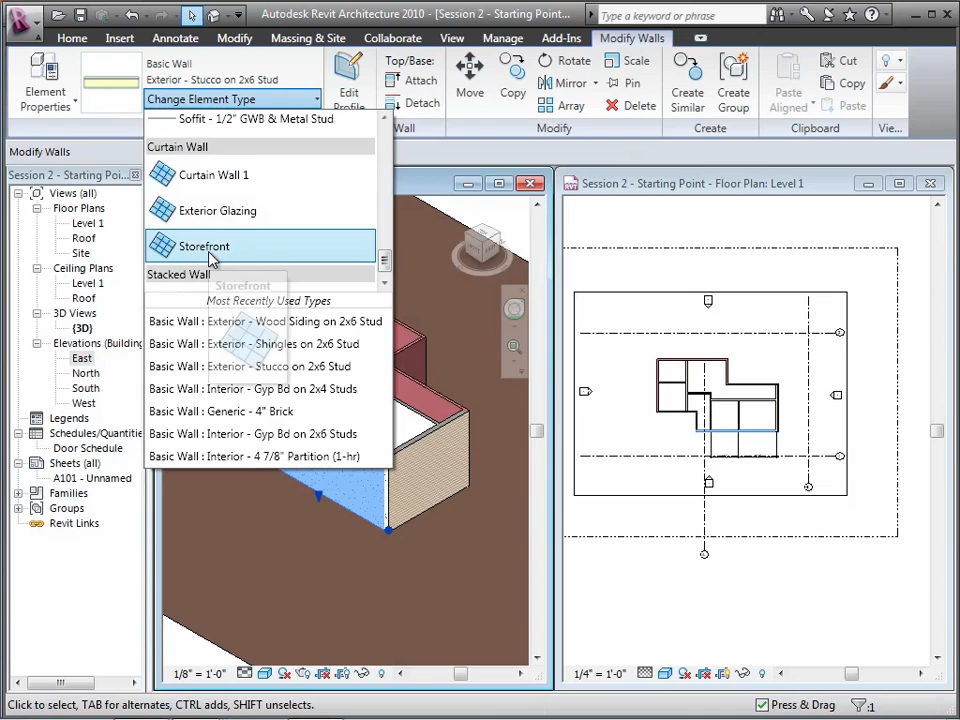 Autodesk Revit Architecture 2010 - [Session 2 - Starting Point...
Type a keyword or phrase
Home Insert Annotate Modify Massing & Site Collaborate View Manage Add-Ins Modify Walls
Element
Properties
Basic Wall
Exterior - Stucco on 2x6 Stud
Change Element Type
Edit
Profile
Top/Base:
Attach
Detach
Wall
Move
Copy
Rotate
Mirror
Array
Scale
Pin
Delete
Modify
Create
Similar
Create
Group
Create
Paste
Aligned
Cut
Copy
Paste
Clipboard
Vie...
Modify Walls
Session 2 - Starting Poi...
Views (all)
Floor Plans
Level 1
Roof
Site
Ceiling Plans
Level 1
Roof
3D Views
{3D}
Elevations (Building
East
North
South
West
Legends
Schedules/Quantitie
Door Schedule
Sheets (all)
A101 - Unnamed
Families
Groups
Revit Links
Soffit - 1/2" GWB & Metal Stud
Curtain Wall
Curtain Wall 1
Exterior Glazing
Storefront
Stacked Wall
Storefront
Most Recently Used Types
Basic Wall : Exterior - Wood Siding on 2x6 Stud
Basic Wall : Exterior - Shingles on 2x6 Stud
Basic Wall : Exterior - Stucco on 2x6 Stud
Basic Wall : Interior - Gyp Bd on 2x4 Studs
Basic Wall : Generic - 4" Brick
Basic Wall : Interior - Gyp Bd on 2x6 Studs
Basic Wall : Interior - 4 7/8" Partition (1-hr)
1/8" = 1'-0"
Session 2 - Starting Point - Floor Plan: Level 1
1/4" = 1'-0"
Click to select, TAB for alternates, CTRL adds, SHIFT unselects.
Press & Drag
:1